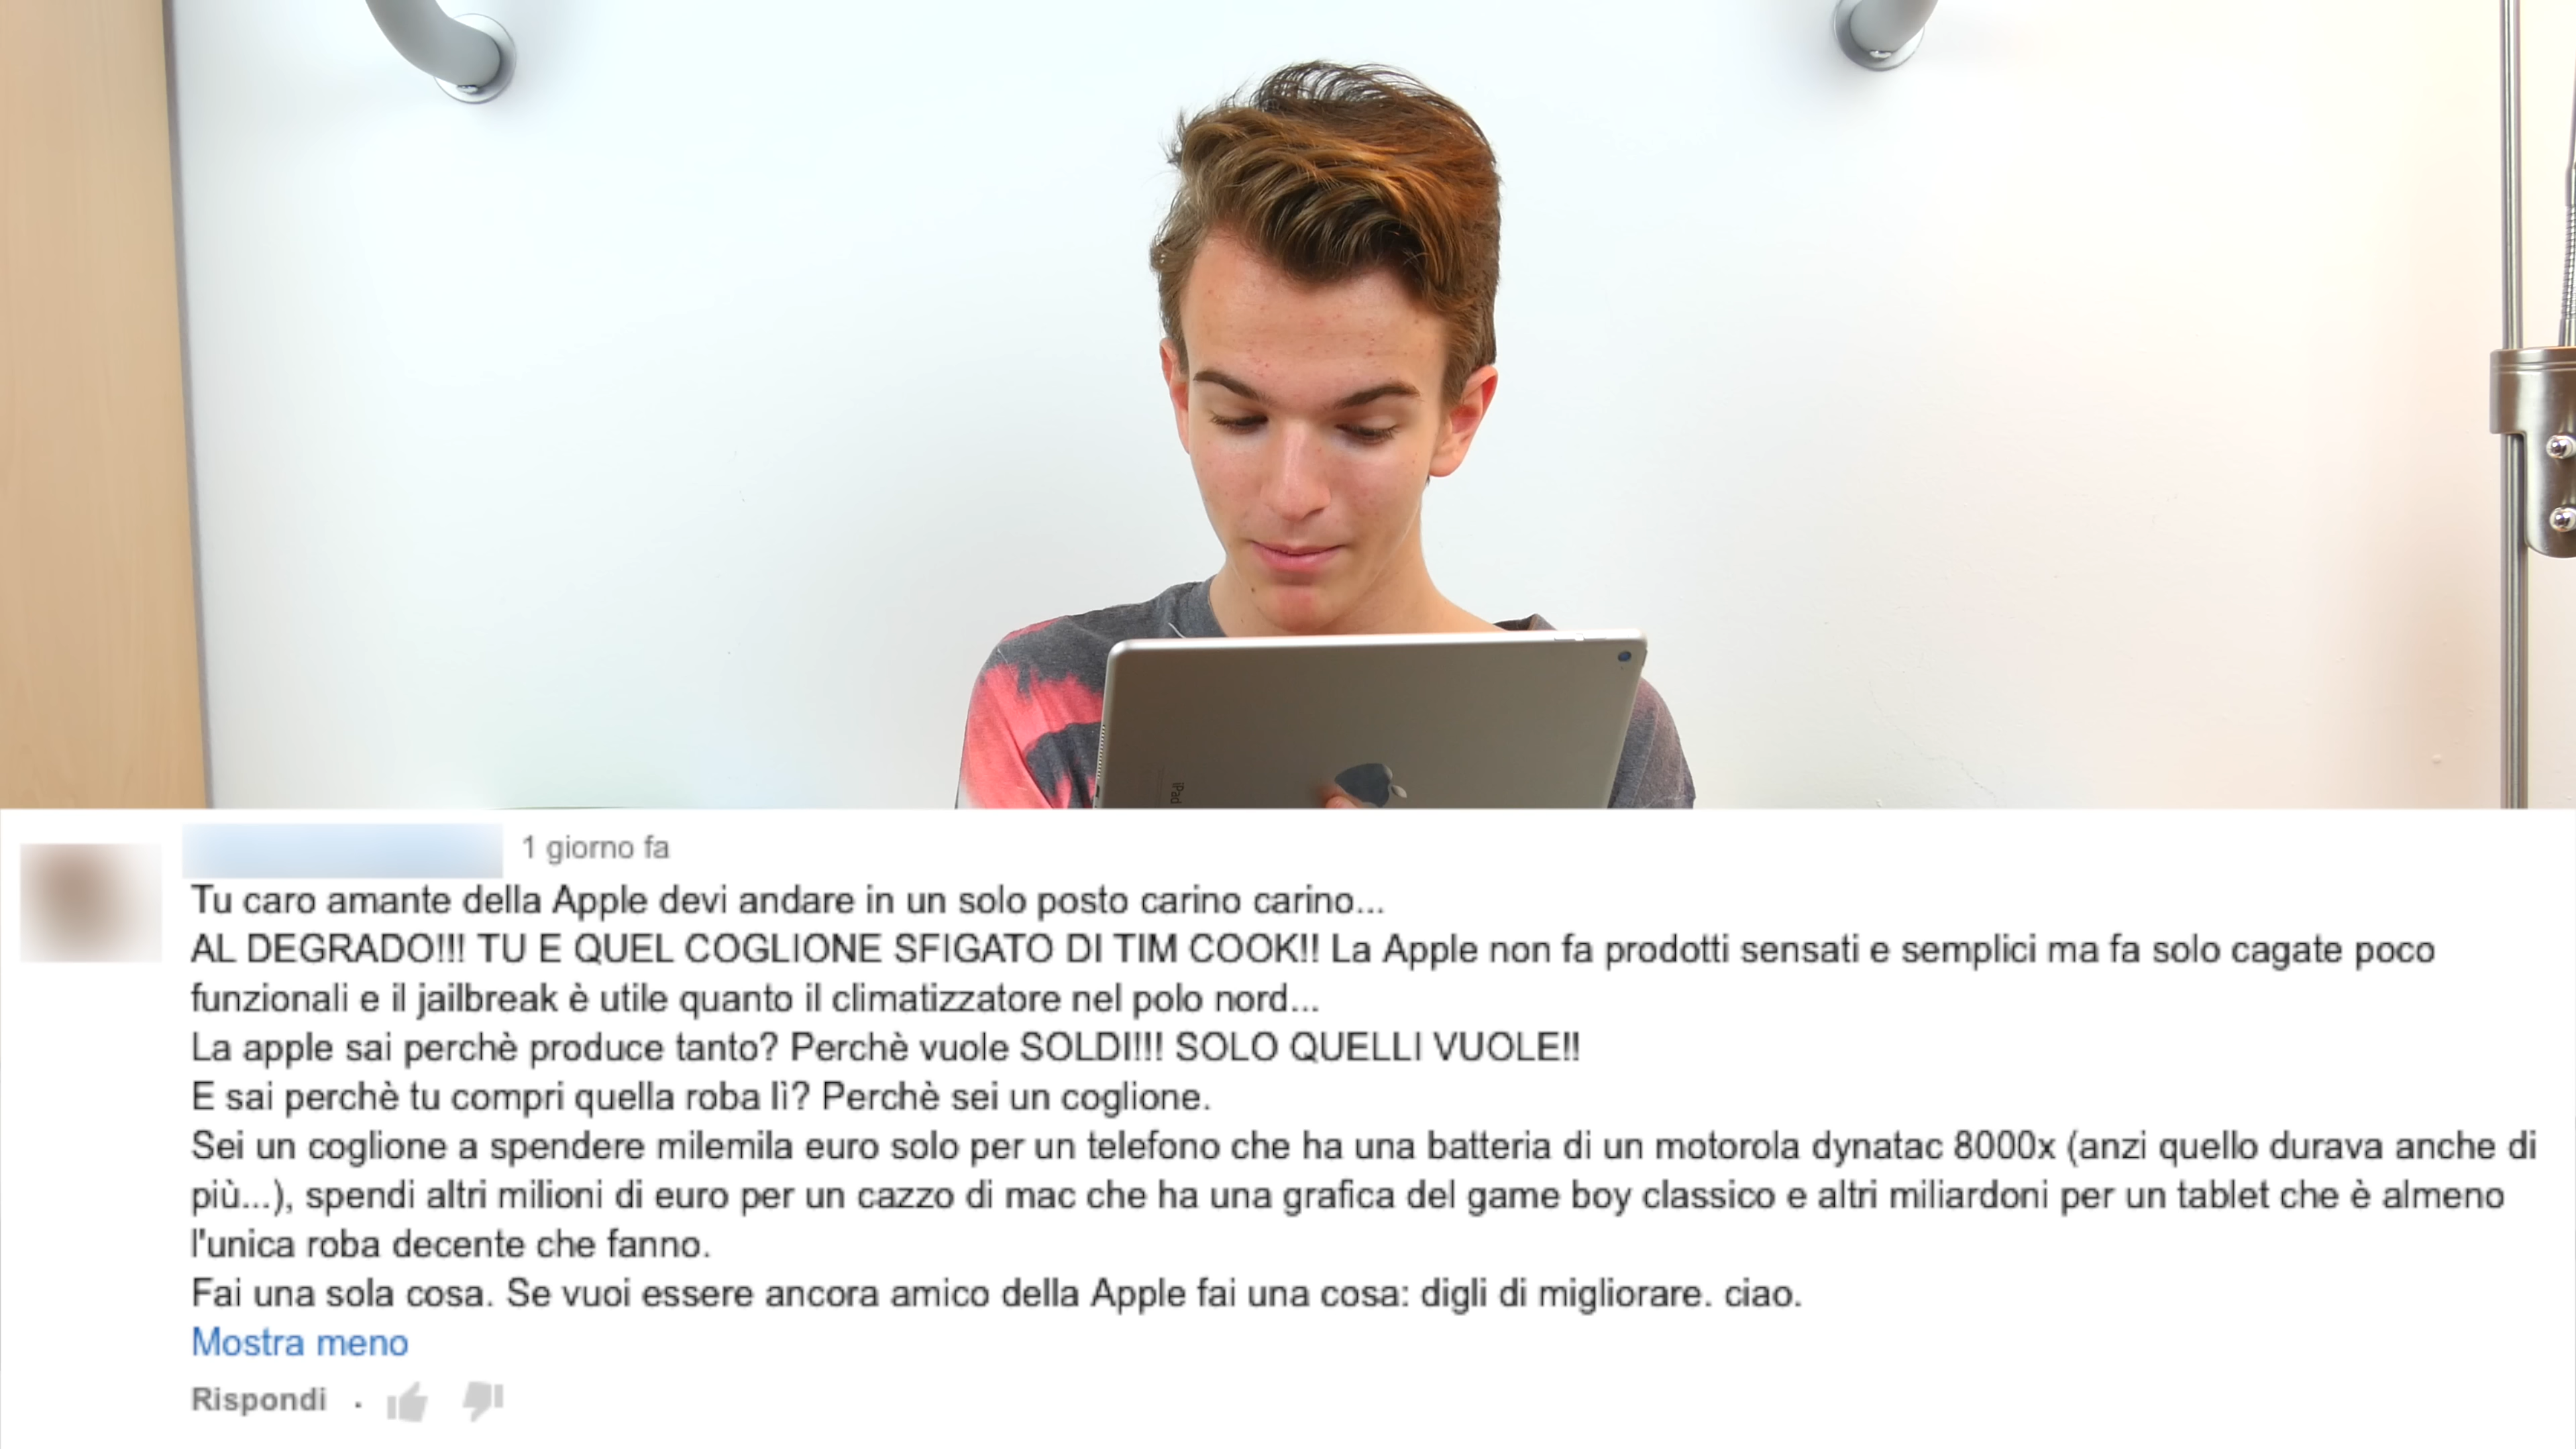 iPad
1 giorno fa
Tu caro amante della Apple devi andare in un solo posto carino carino...
AL DEGRADO!!! TU E QUEL COGLIONE SFIGATO DI TIM COOK!! La Apple non fa prodotti sensati e semplici ma fa solo cagate poco
funzionali e il jailbreak è utile quanto il climatizzatore nel polo nord...
La apple sai perchè produce tanto? Perchè vuole SOLDI!!! SOLO QUELLI VUOLE!!
E sai perchè tu compri quella roba lì? Perchè sei un coglione.
Sei un coglione a spendere milemila euro solo per un telefono che ha una batteria di un motorola dynatac 8000x (anzi quello durava anche di
più...), spendi altri milioni di euro per un cazzo di mac che ha una grafica del game boy classico e altri miliardoni per un tablet che è almeno
l'unica roba decente che fanno.
Fai una sola cosa. Se vuoi essere ancora amico della Apple fai una cosa: digli di migliorare. ciao.
Mostra meno
Rispondi .